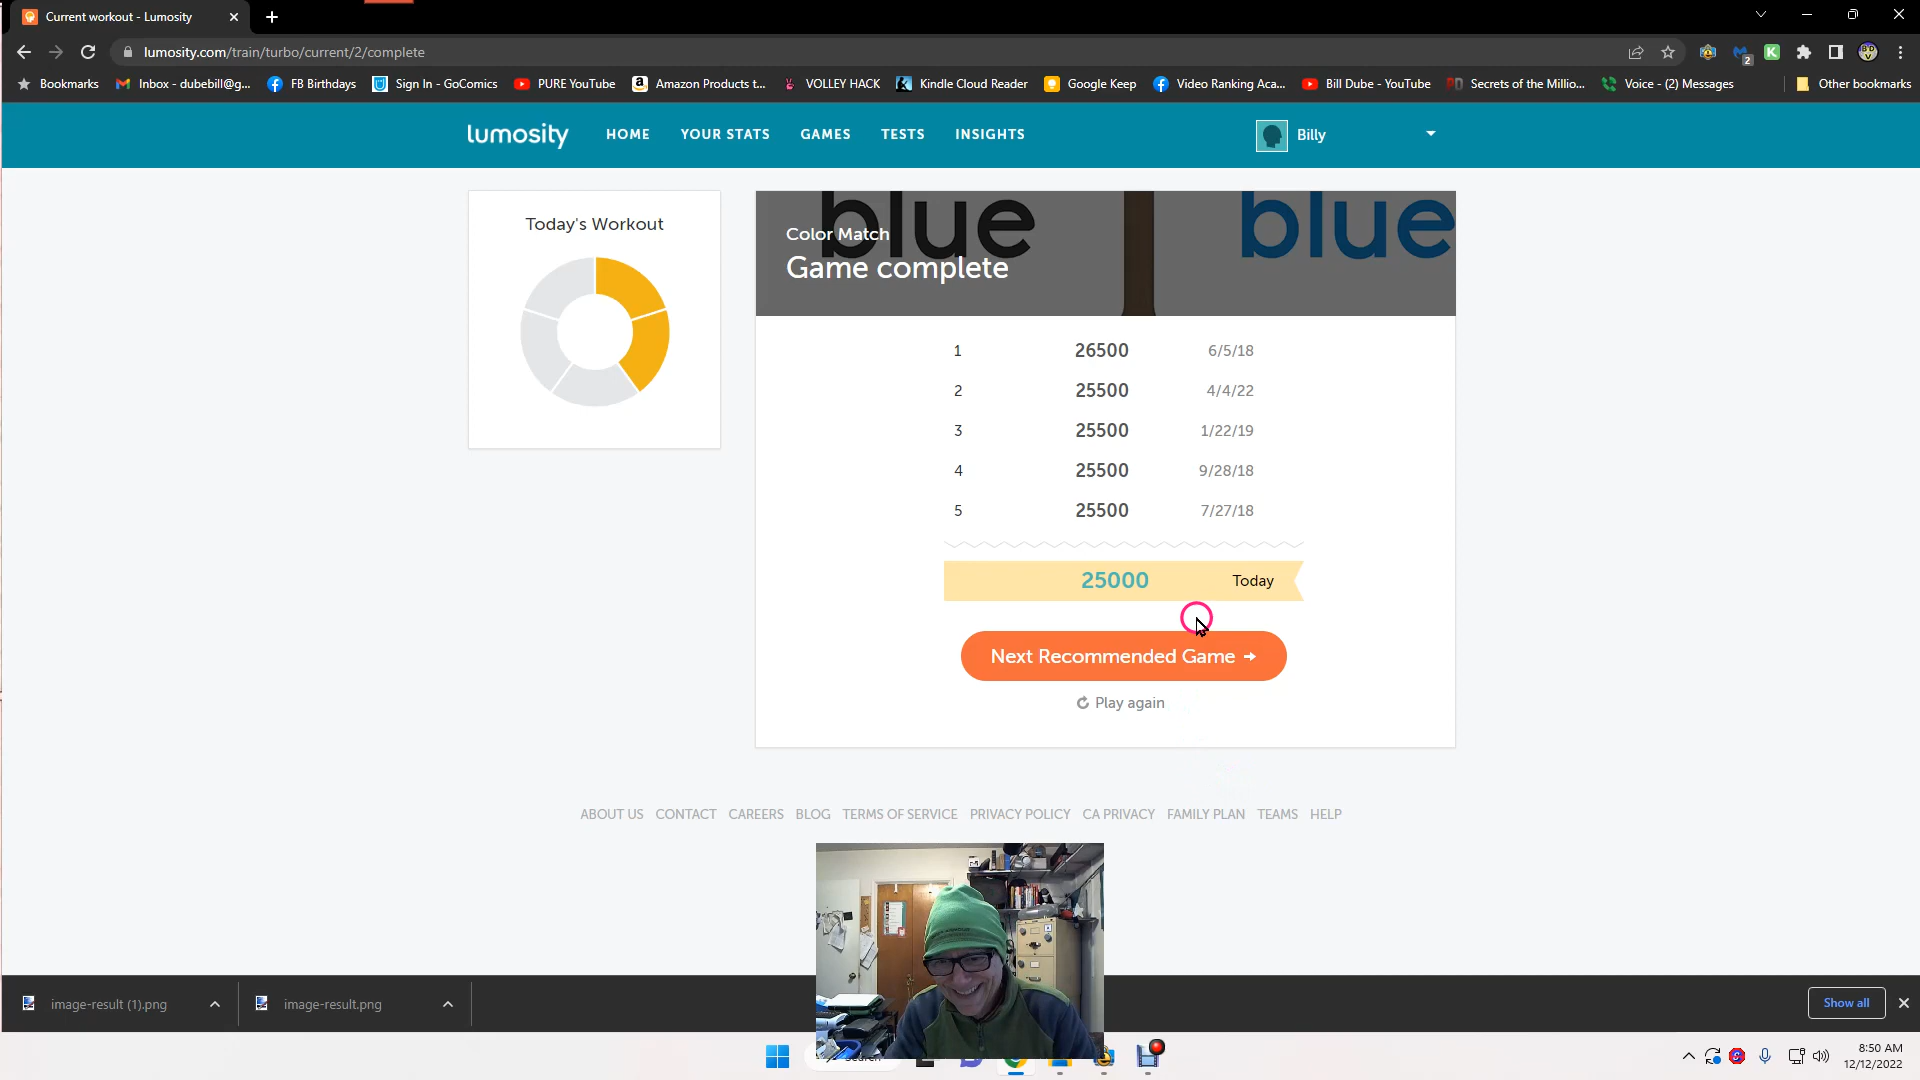 Current workout - Lumosity
lumosity.com/train/turbo/current/2/complete
2
Bookmarks
Inbox - dubebill@g...
FB Birthdays
Sign In - GoComics
PURE YouTube
Amazon Products t...
VOLLEY HACK
Kindle Cloud Reader
Google Keep
Video Ranking Aca...
Bill Dube - YouTube
Secrets of the Millio...
Voice - (2) Messages
Other bookmarks
lumosity
HOME
YOUR STATS
GAMES
TESTS
INSIGHTS
Billy
Today's Workout
blue
blue
Color Match
Game complete
1 26500 6/5/18
2 25500 4/4/22
3 25500 1/22/19
4 25500 9/28/18
5 25500 7/27/18
25000 Today
Next Recommended Game
Play again
ABOUT US CONTACT CAREERS BLOG TERMS OF SERVICE PRIVACY POLICY CA PRIVACY FAMILY PLAN TEAMS HELP
image-result (1).png
image-result.png
Show all
8:50 AM
12/12/2022